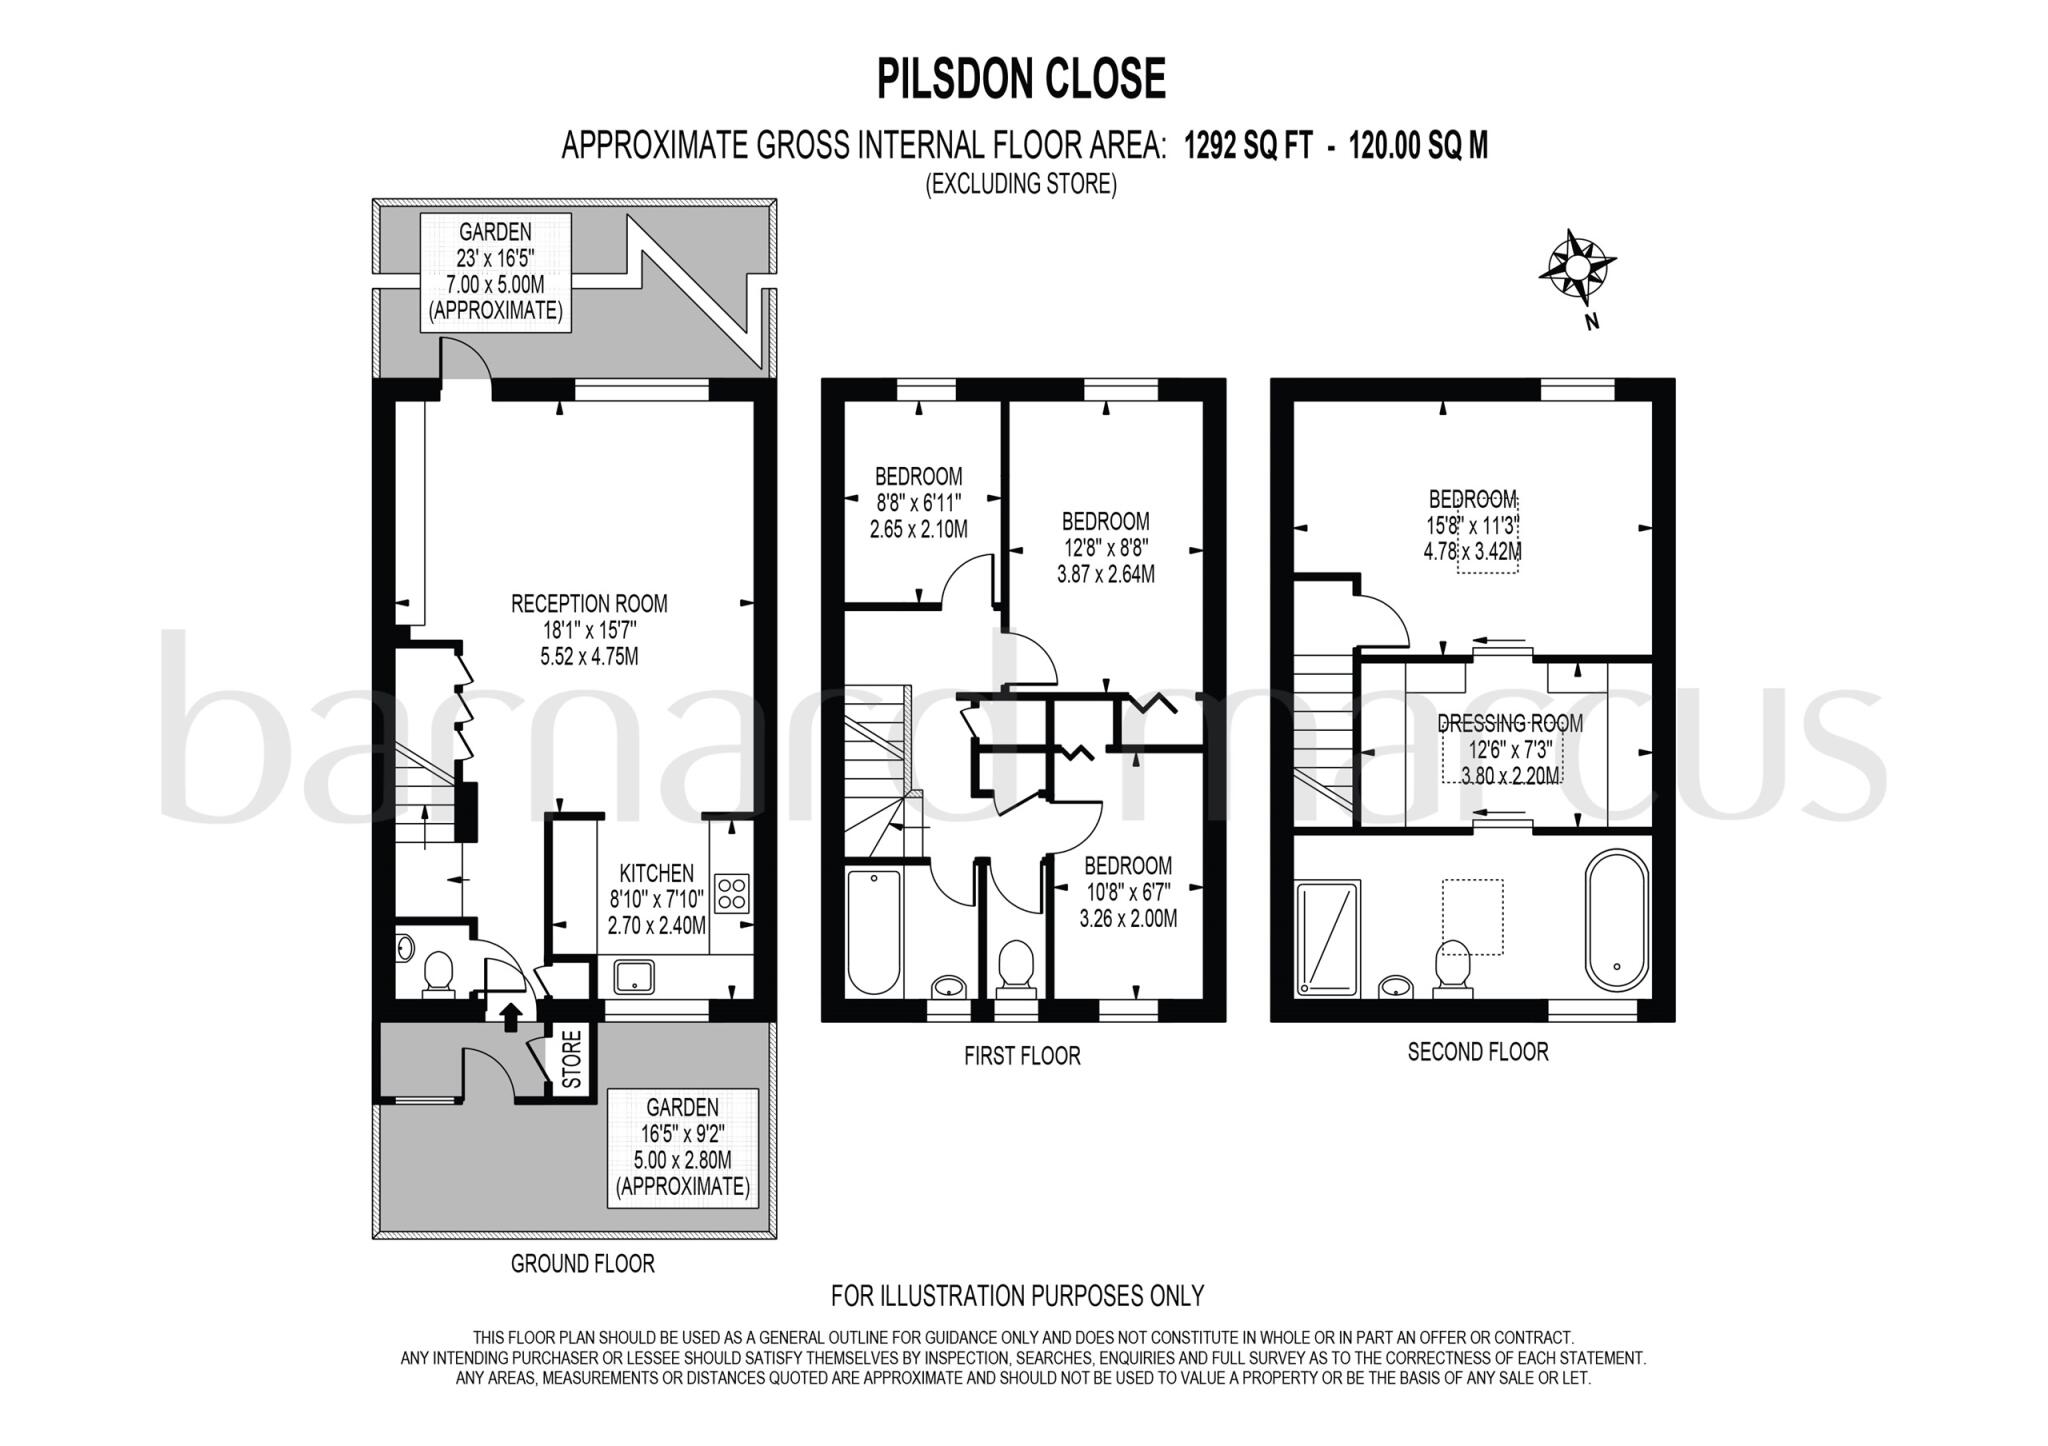 PILSDON CLOSE
APPROXIMATE GROSS INTERNAL FLOOR AREA: 1292 SQ FT - 120.00 SQ M
(EXCLUDING STORE)
GARDEN
23' x 16'5"
7.00 x 5.00M
(APPROXIMATE)
N
RECEPTION ROOM
18'1" x 15'7"
5.52 x 4.75M
KITCHEN
8'10" x 7'10"
2.70 x 2.40M
STORE
GARDEN
16'5" x 9'2"
5.00 x 2.80M
(APPROXIMATE)
GROUND FLOOR
BEDROOM
8'8" x 6'11"
2.65 x 2.10M
BEDROOM
12'8" x 8'8"
3.87 x 2.64M
BEDROOM
10'8" x 6'7"
3.26 x 2.00M
FIRST FLOOR
BEDROOM
15'8" x 11'3"
4.78 x 3.42M
DRESSING ROOM
12'6" x 7'3"
3.80 x 2.20M
SECOND FLOOR
barnard marcus
FOR ILLUSTRATION PURPOSES ONLY
THIS FLOOR PLAN SHOULD BE USED AS A GENERAL OUTLINE FOR GUIDANCE ONLY AND DOES NOT CONSTITUTE IN WHOLE OR IN PART AN OFFER OR CONTRACT.
ANY INTENDING PURCHASER OR LESSEE SHOULD SATISFY THEMSELVES BY INSPECTION, SEARCHES, ENQUIRIES AND FULL SURVEY AS TO THE CORRECTNESS OF EACH STATEMENT.
ANY AREAS, MEASUREMENTS OR DISTANCES QUOTED ARE APPROXIMATE AND SHOULD NOT BE USED TO VALUE A PROPERTY OR BE THE BASIS OF ANY SALE OR LET.